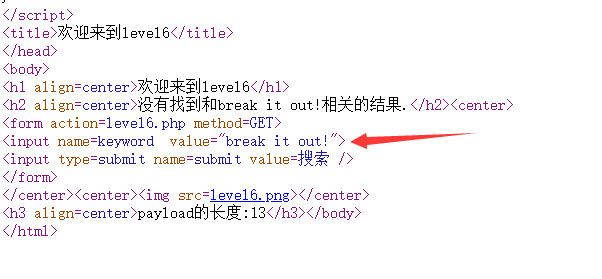 </script>
<title>欢迎来到level6</title>
</head>
<body>
<h1 align=center>欢迎来到level6</h1>
<h2 align=center>没有找到和break it out!相关的结果.</h2><center>
<form action=level6.php method=GET>
<input name=keyword  value="break it out!">
<input type=submit name=submit value=搜索 />
</form>
</center><center><img src=level6.png></center>
<h3 align=center>payload的长度:13</h3></body>
</html>